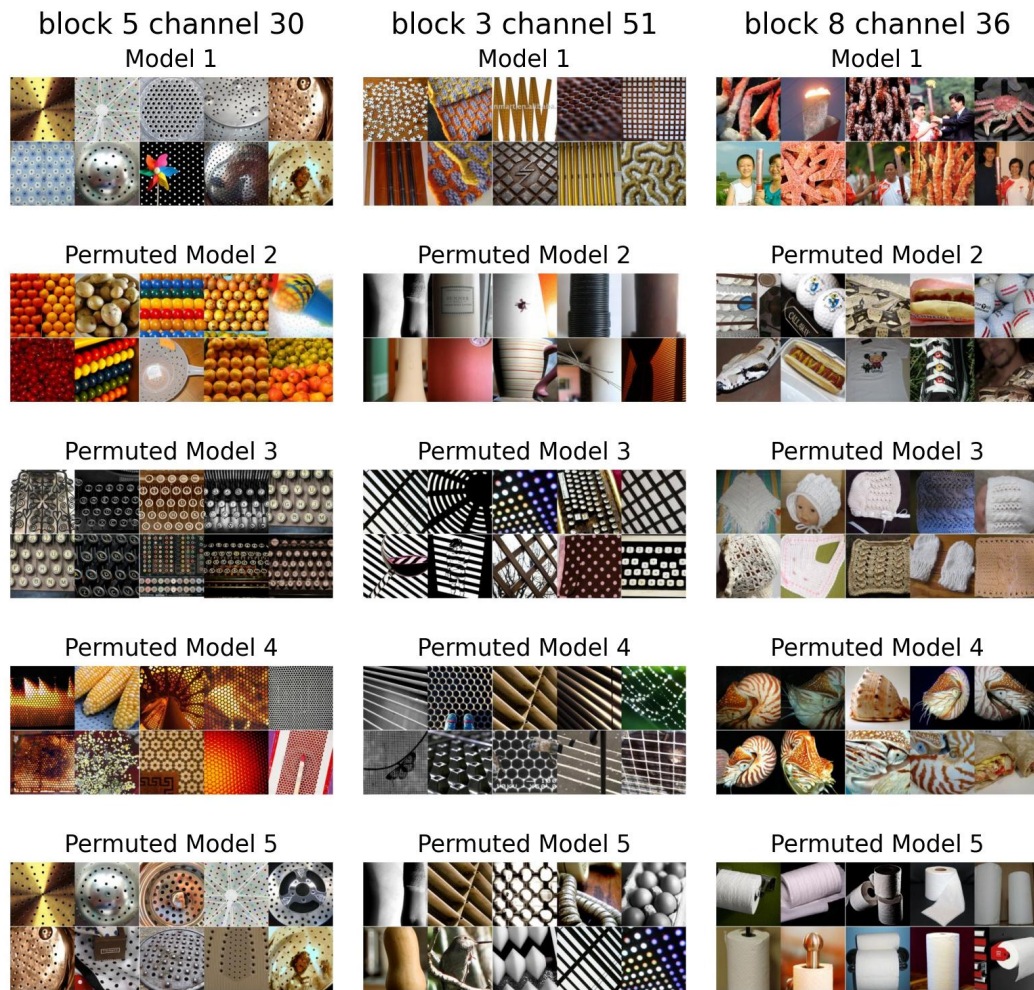 block 5 channel 30
block 3 channel 51
block 8 channel 36
Model 1
Model 1
Model 1
Permuted Model 2
Permuted Model 2
Permuted Model 2
Permuted Model 3
Permuted Model 3
Permuted Model 3
Permuted Model 4
Permuted Model 4
Permuted Model 4
Permuted Model 5
Permuted Model 5
Permuted Model 5